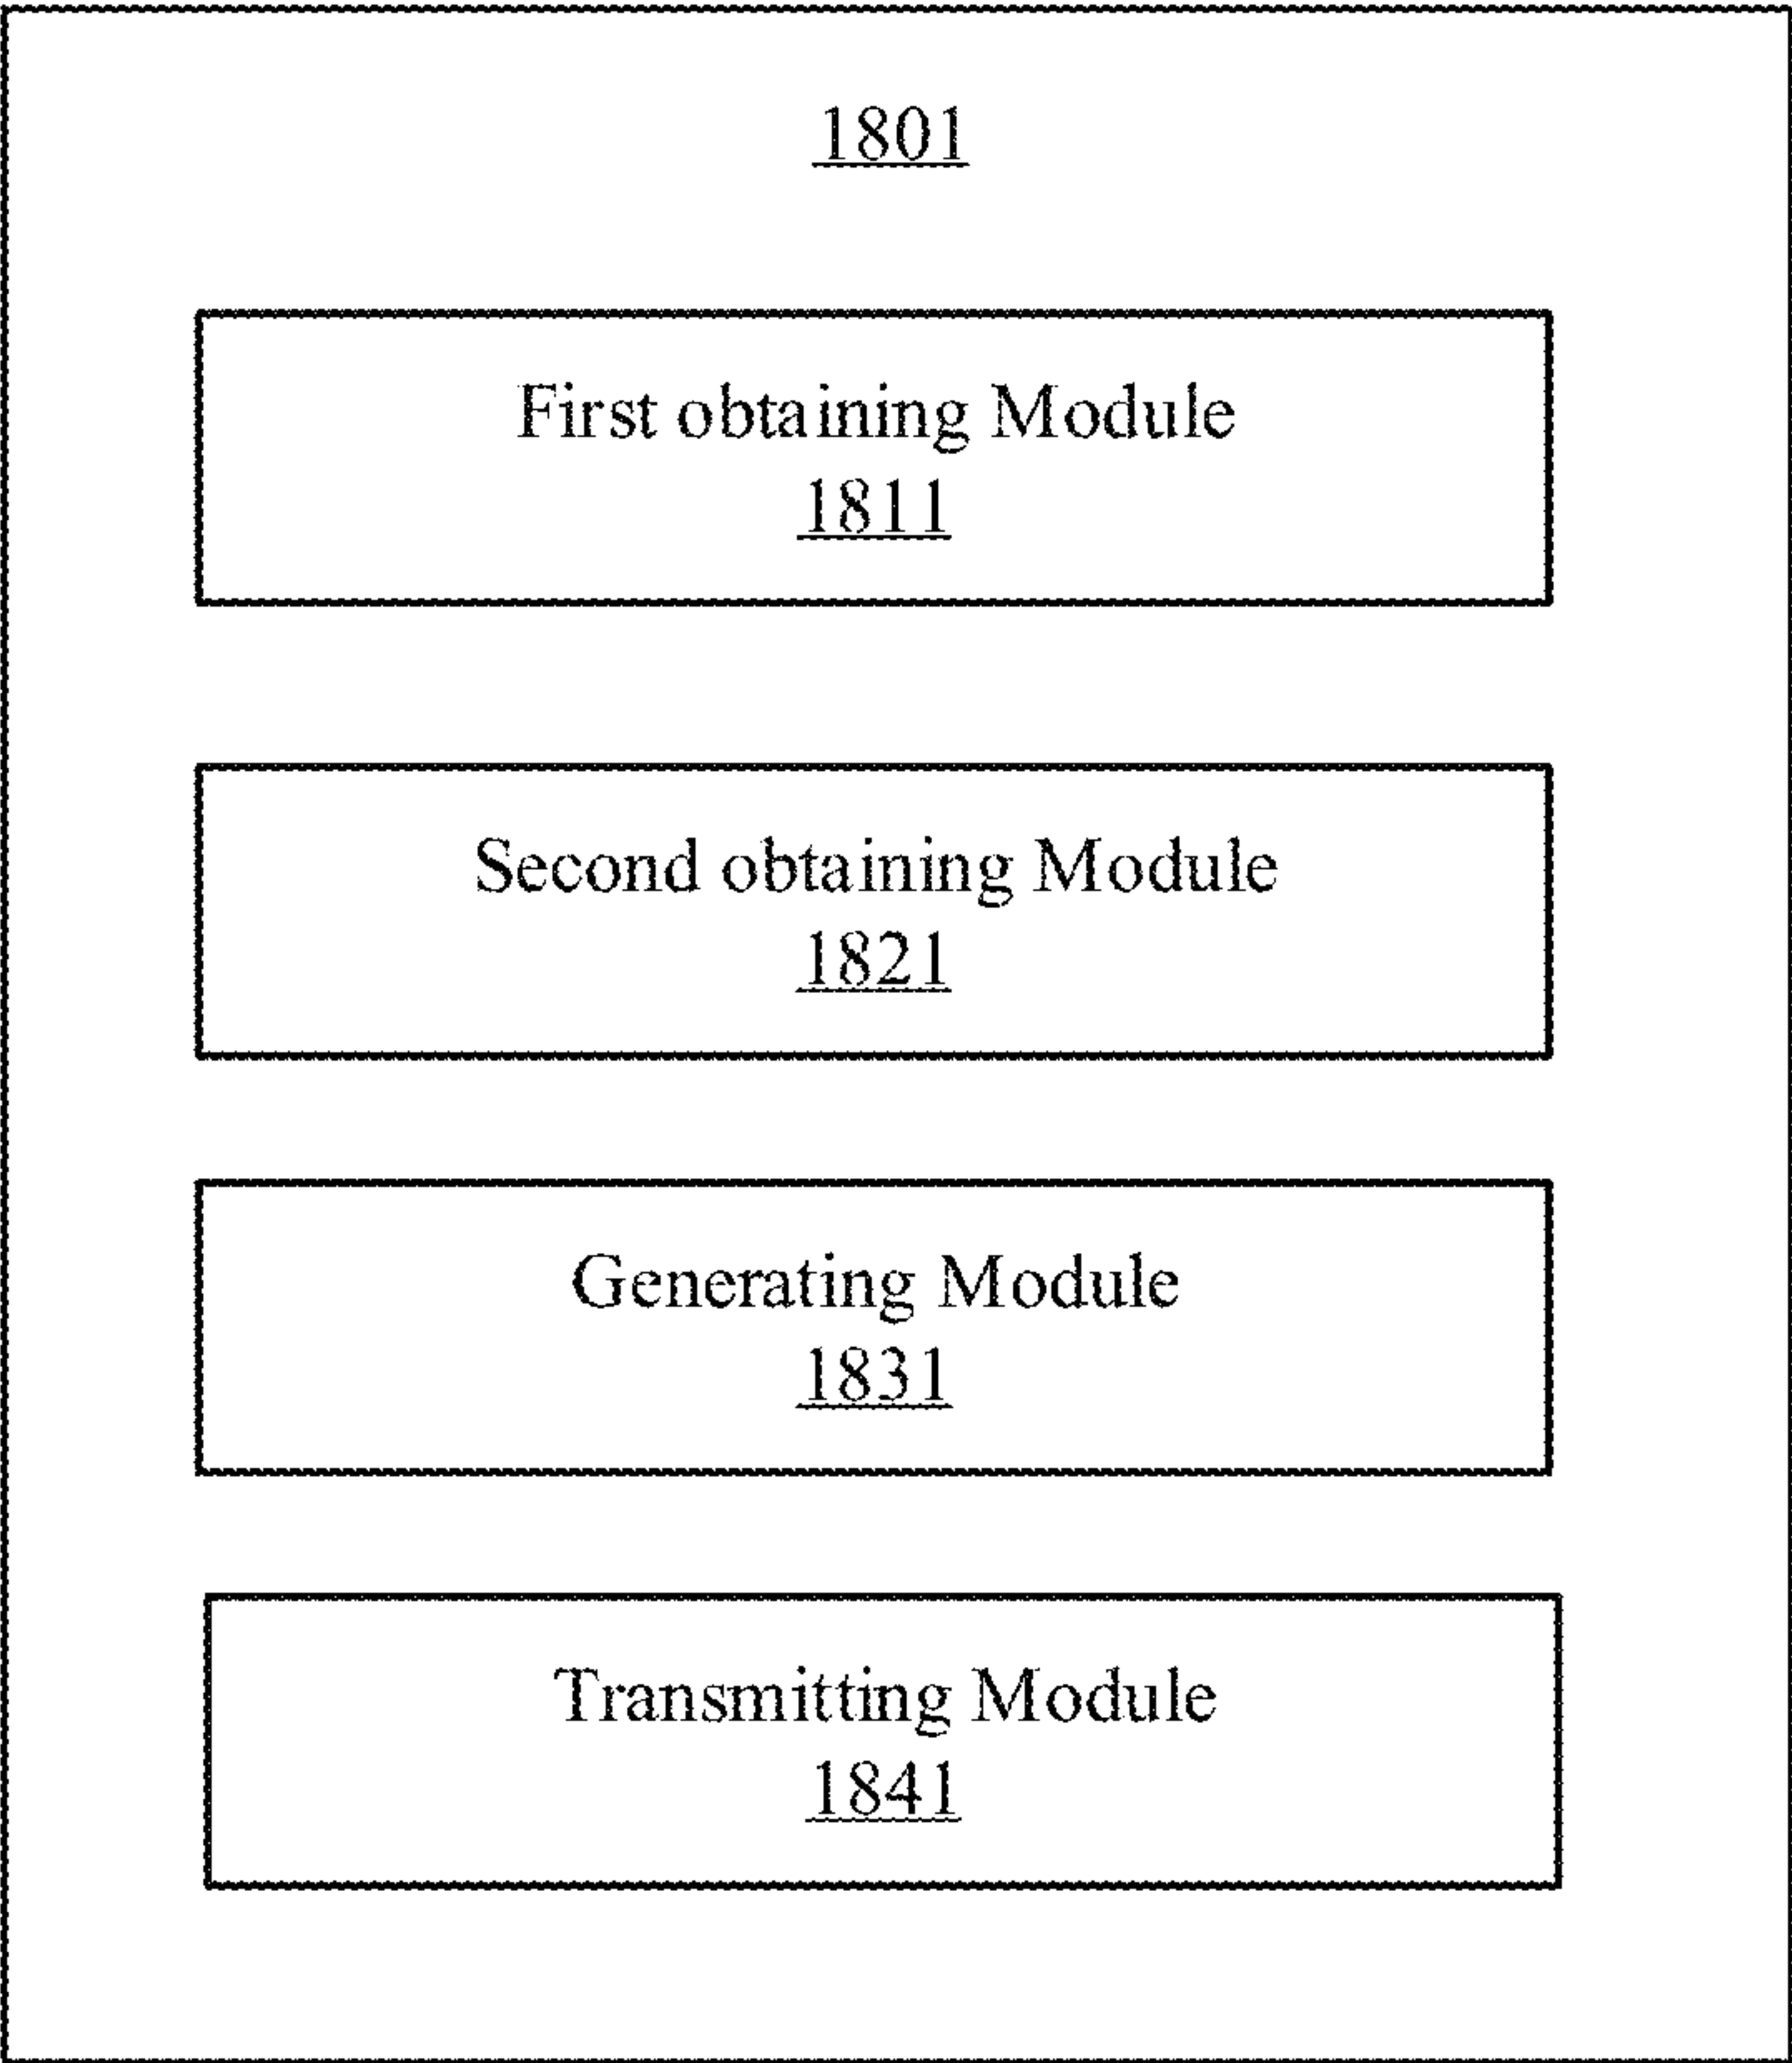 1801
First obtaining Module
1811
Second obtaining Module
1821
Generating Module
1831
Transmitting Module
1841